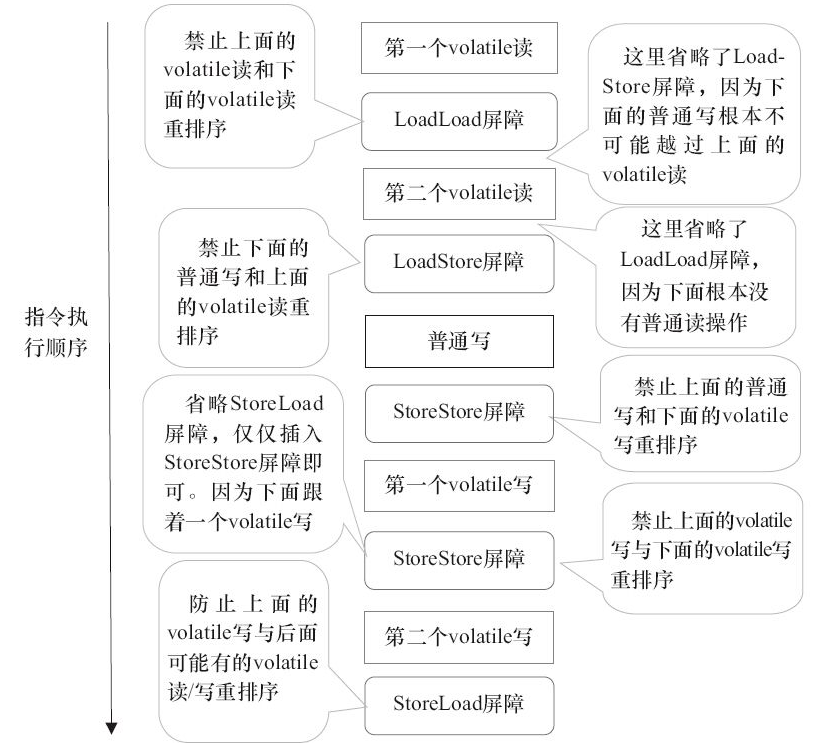 禁止上面的
volatile读和下
面的volatile读
重排序
第一个volatile读
LoadLoad屏障
这里省略了Load-
Store屏障，因为下
面的普通写根本不
可能越过上面的
volatile读
第二个volatile读
禁止下面的
普通写和上面
的volatile读重
排序
LoadStore屏障
这里省略了
LoadLoad屏障，
因为下面根本没
有普通读操作
指令执
行顺序
普通写
省略StoreLoad
屏障，仅仅插入
StoreStore屏障即
可。因为下面跟
着一个volatile写
StoreStore屏障
禁止上面的普通
写和下面的volatile
写重排序
第一个volatile写
StoreStore屏障
禁止上面的volatile
写与下面的volatile写
重排序
防止上面的
volatile写与后面
可能有的volatile
读/写重排序
第二个volatile写
StoreLoad屏障